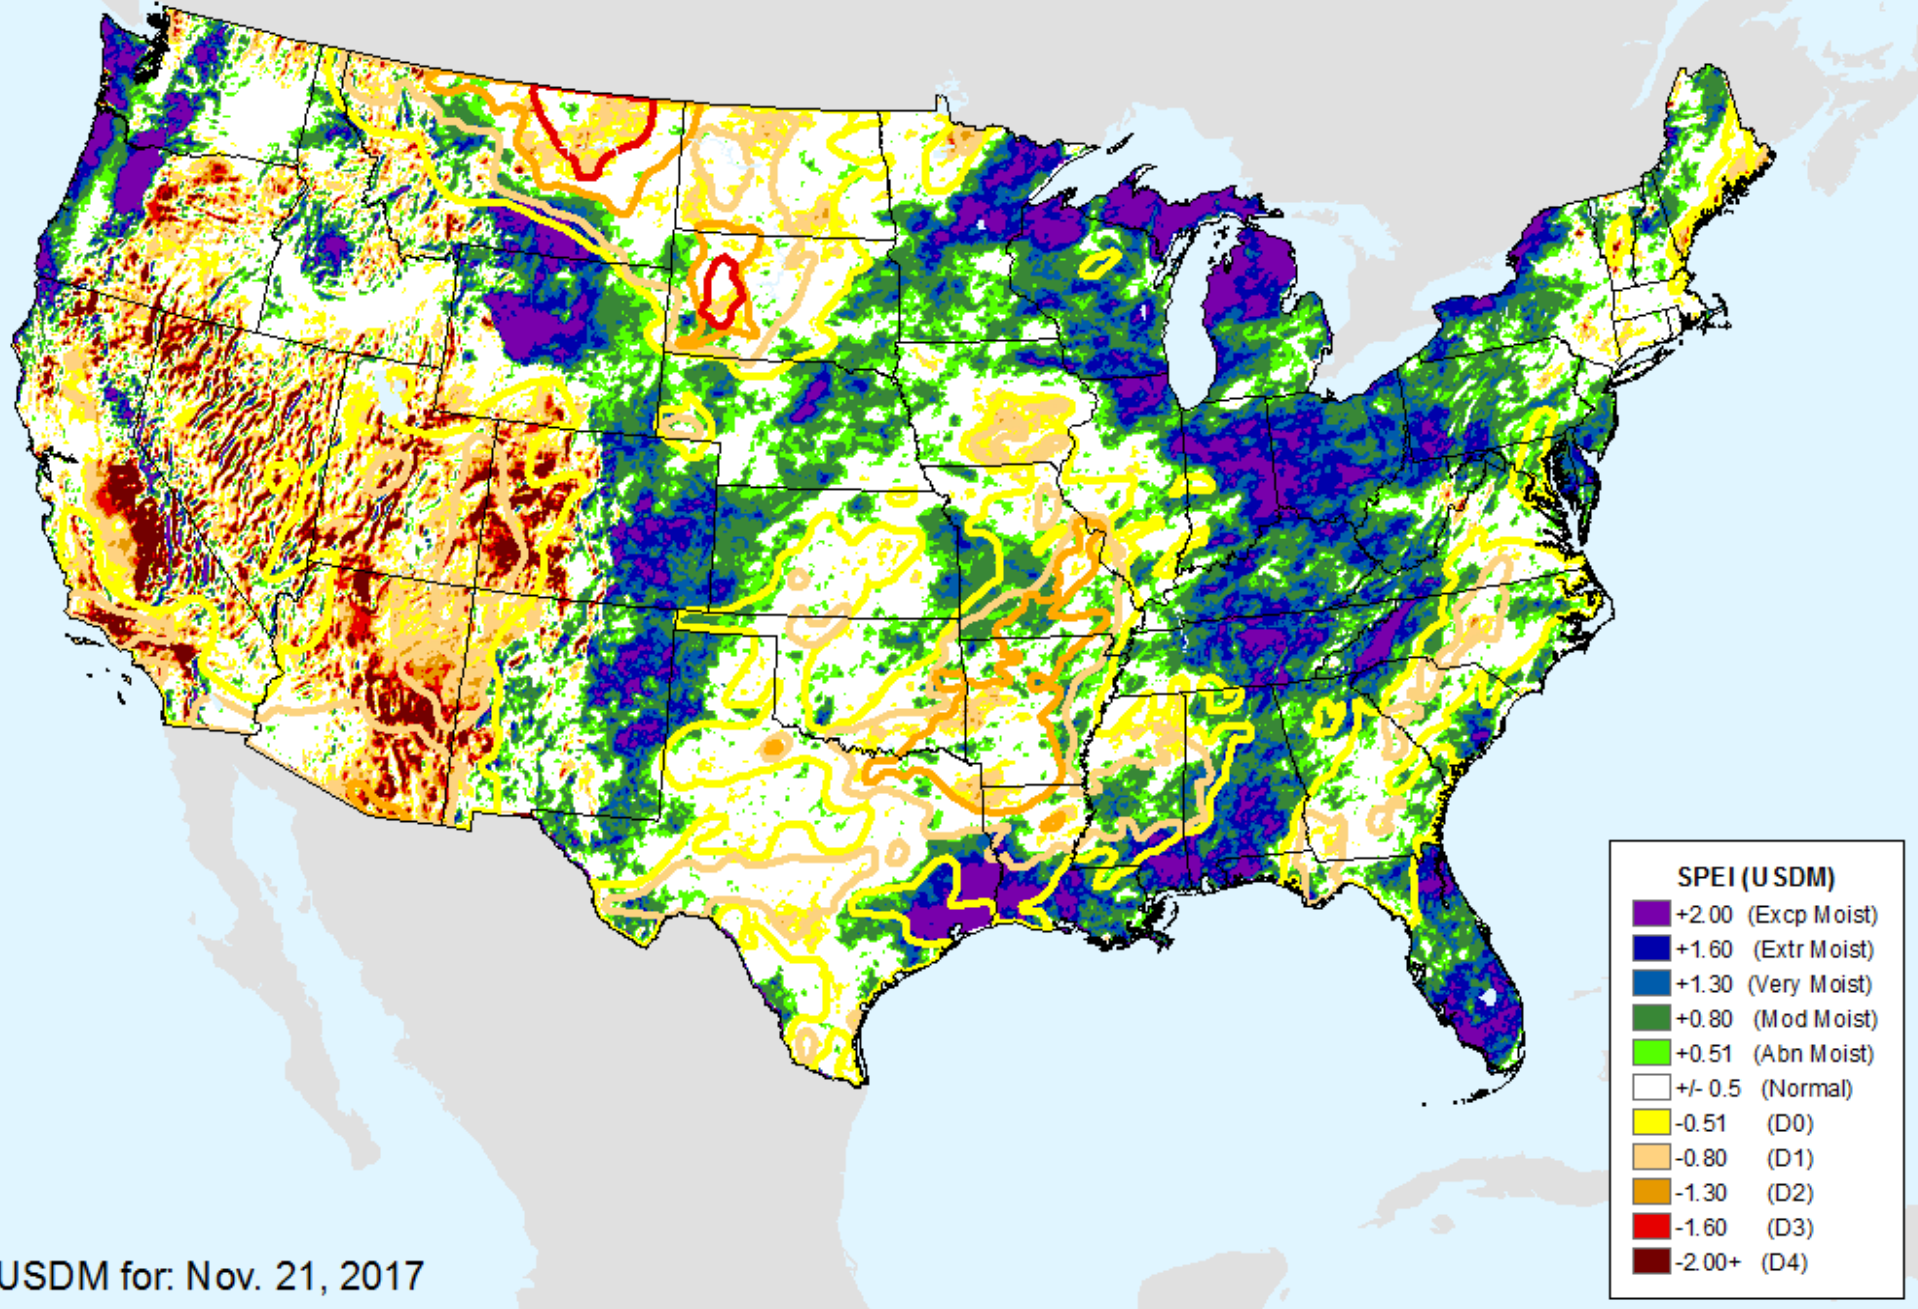 SPEI (USDM)
+2.00 (Excp Moist)
+1.60 (Extr Moist)
+1.30 (Very Moist)
+0.80 (Mod Moist)
+0.51 (Abn Moist)
+/- 0.5 (Normal)
-0.51 (D0)
-0.80 (D1)
-1.30 (D2)
-1.60 (D3)
-2.00+ (D4)
USDM for: Nov. 21, 2017